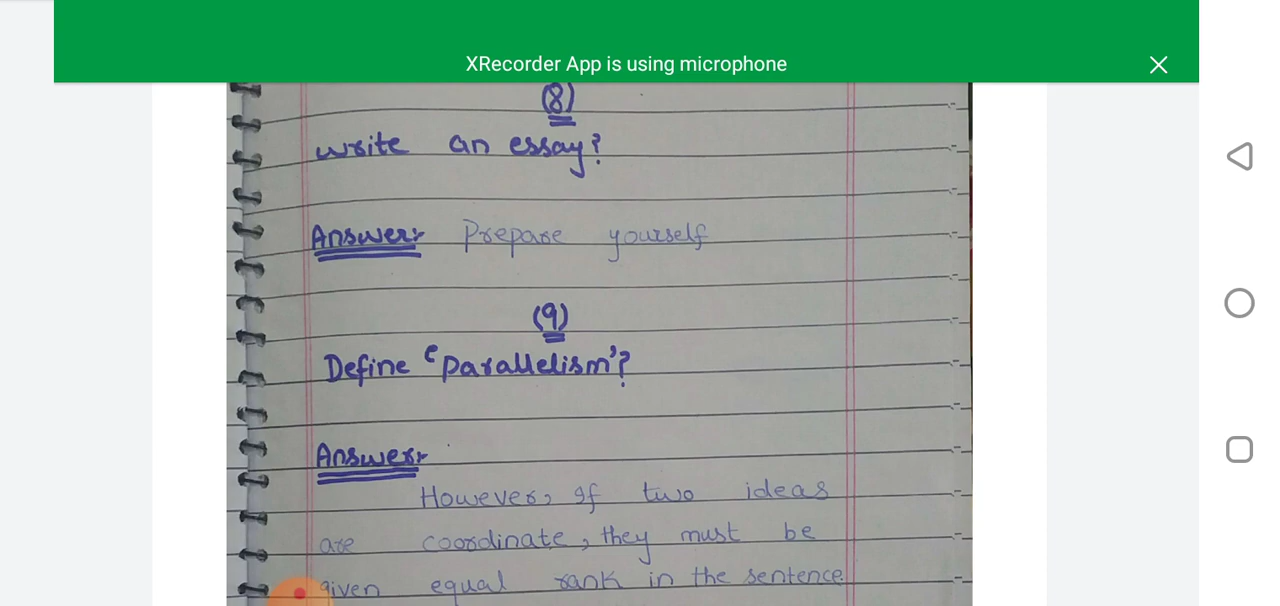 XRecorder App is using microphone
(8)
write an essay?
Answer:- Prepare yourself
(9)
Define 'Parallelism'?
Answer:-
However, If two ideas
are coordinate, they must be
given equal rank in the sentence